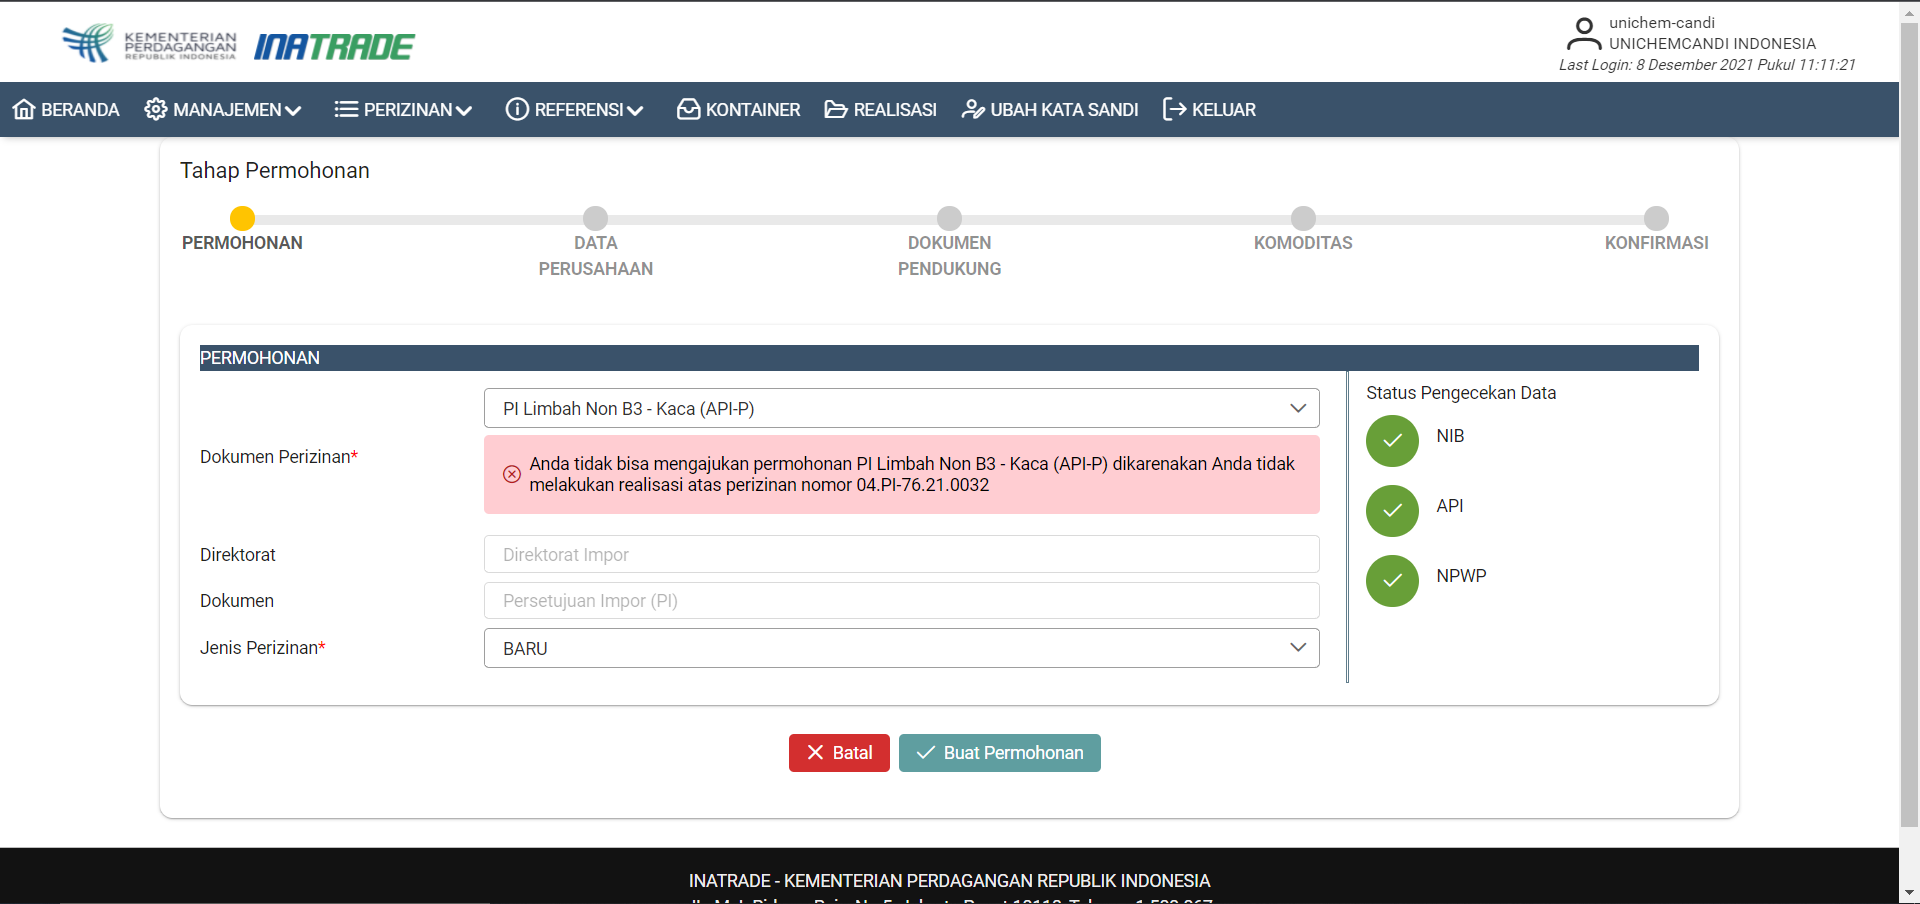 KEMENTERIAN
PERDAGANGAN
REPUBLIK INDONESIA
INATRADE
unichem-candi
UNICHEMCANDI INDONESIA
Last Login: 8 Desember 2021 Pukul 11:11:21
BERANDA MANAJEMEN PERIZINAN REFERENSI KONTAINER REALISASI UBAH KATA SANDI KELUAR
Tahap Permohonan
PERMOHONAN
DATA
PERUSAHAAN
DOKUMEN
PENDUKUNG
KOMODITAS
KONFIRMASI
PERMOHONAN
Dokumen Perizinan*
PI Limbah Non B3 - Kaca (API-P)
Anda tidak bisa mengajukan permohonan PI Limbah Non B3 - Kaca (API-P) dikarenakan Anda tidak
melakukan realisasi atas perizinan nomor 04.PI-76.21.0032
Direktorat
Direktorat Impor
Dokumen
Persetujuan Impor (PI)
Jenis Perizinan*
BARU
Status Pengecekan Data
NIB
API
NPWP
Batal
Buat Permohonan
INATRADE - KEMENTERIAN PERDAGANGAN REPUBLIK INDONESIA